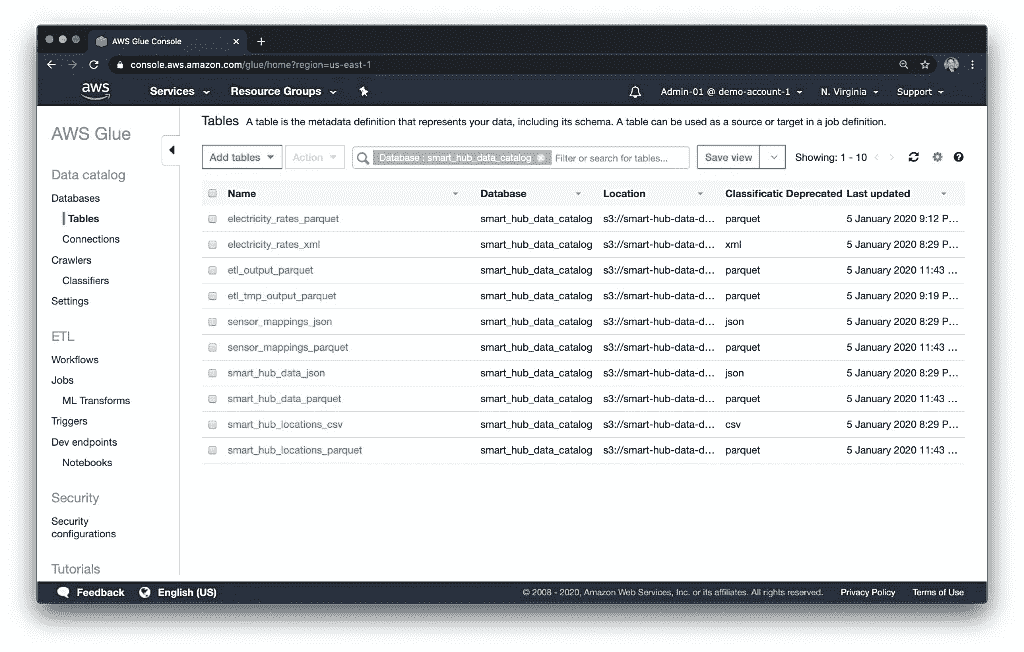 AWS Glue Console
console.aws.amazon.com/glue/home?region=us-east-1
aws Services Resource Groups Admin-01 @ demo-account-1 N. Virginia Support
AWS Glue
Data catalog
Databases
Tables
Connections
Crawlers
Classifiers
Settings
ETL
Workflows
Jobs
ML Transforms
Triggers
Dev endpoints
Notebooks
Security
Security
configurations
Tutorials
Tables A table is the metadata definition that represents your data, including its schema. A table can be used as a source or target in a job definition.
Add tables Action Database : smart_hub_data_catalog Filter or search for tables... Save view Showing: 1 - 10
Name Database Location Classificatic Deprecated Last updated
electricity_rates_parquet smart_hub_data_catalog s3://smart-hub-data-d... parquet 5 January 2020 9:12 P...
electricity_rates_xml smart_hub_data_catalog s3://smart-hub-data-d... xml 5 January 2020 8:29 P...
etl_output_parquet smart_hub_data_catalog s3://smart-hub-data-d... parquet 5 January 2020 11:43 ...
etl_tmp_output_parquet smart_hub_data_catalog s3://smart-hub-data-d... parquet 5 January 2020 9:19 P...
sensor_mappings_json smart_hub_data_catalog s3://smart-hub-data-d... json 5 January 2020 8:29 P...
sensor_mappings_parquet smart_hub_data_catalog s3://smart-hub-data-d... parquet 5 January 2020 11:43 ...
smart_hub_data_json smart_hub_data_catalog s3://smart-hub-data-d... json 5 January 2020 8:29 P...
smart_hub_data_parquet smart_hub_data_catalog s3://smart-hub-data-d... parquet 5 January 2020 11:43 ...
smart_hub_locations_csv smart_hub_data_catalog s3://smart-hub-data-d... csv 5 January 2020 8:29 P...
smart_hub_locations_parquet smart_hub_data_catalog s3://smart-hub-data-d... parquet 5 January 2020 11:43 ...
Feedback English (US) © 2008 - 2020, Amazon Web Services, Inc. or its affiliates. All rights reserved. Privacy Policy Terms of Use